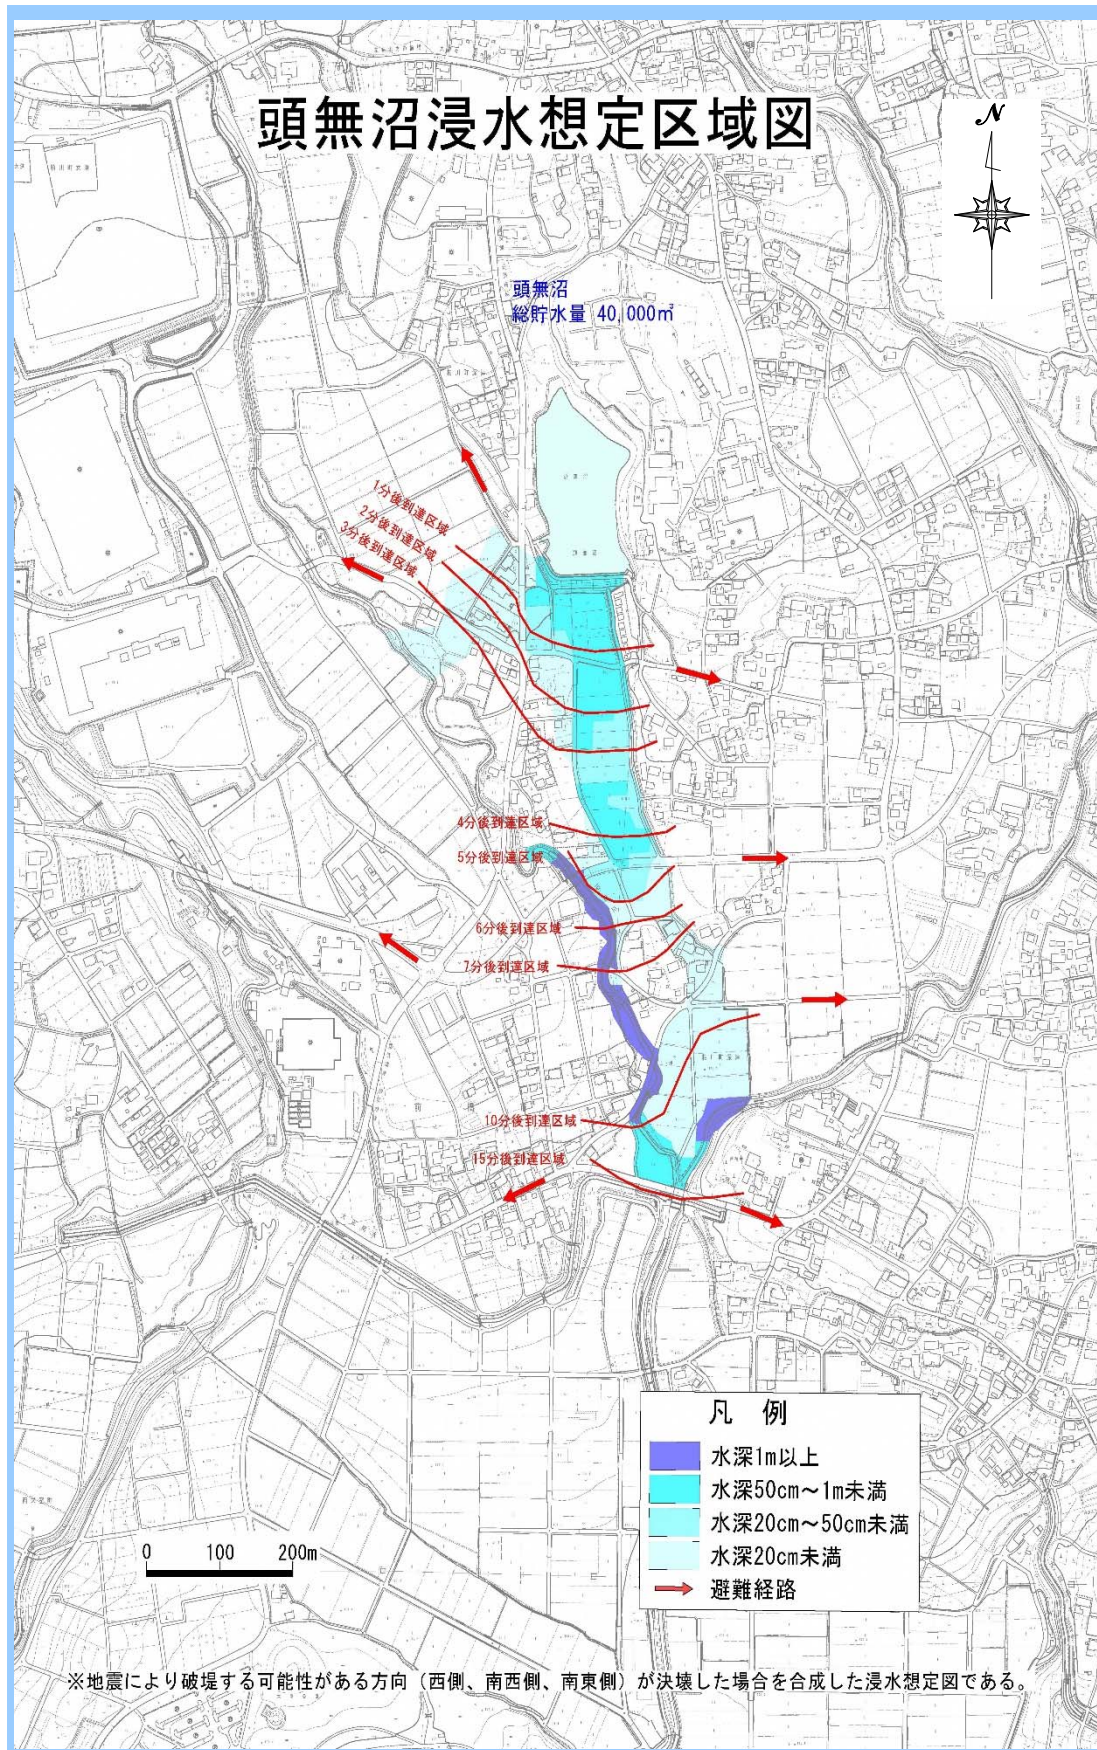 頭無沼浸水想定区域図
N
頭無沼
総貯水量 40,000㎥
1分後到達区域
2分後到達区域
3分後到達区域
4分後到達区域
5分後到達区域
6分後到達区域
7分後到達区域
10分後到達区域
15分後到達区域
凡 例
水深1m以上
水深50cm～1m未満
水深20cm～50cm未満
水深20cm未満
避難経路
0 100 200m
※地震により破堤する可能性がある方向（西側、南西側、南東側）が決壊した場合を合成した浸水想定図である。